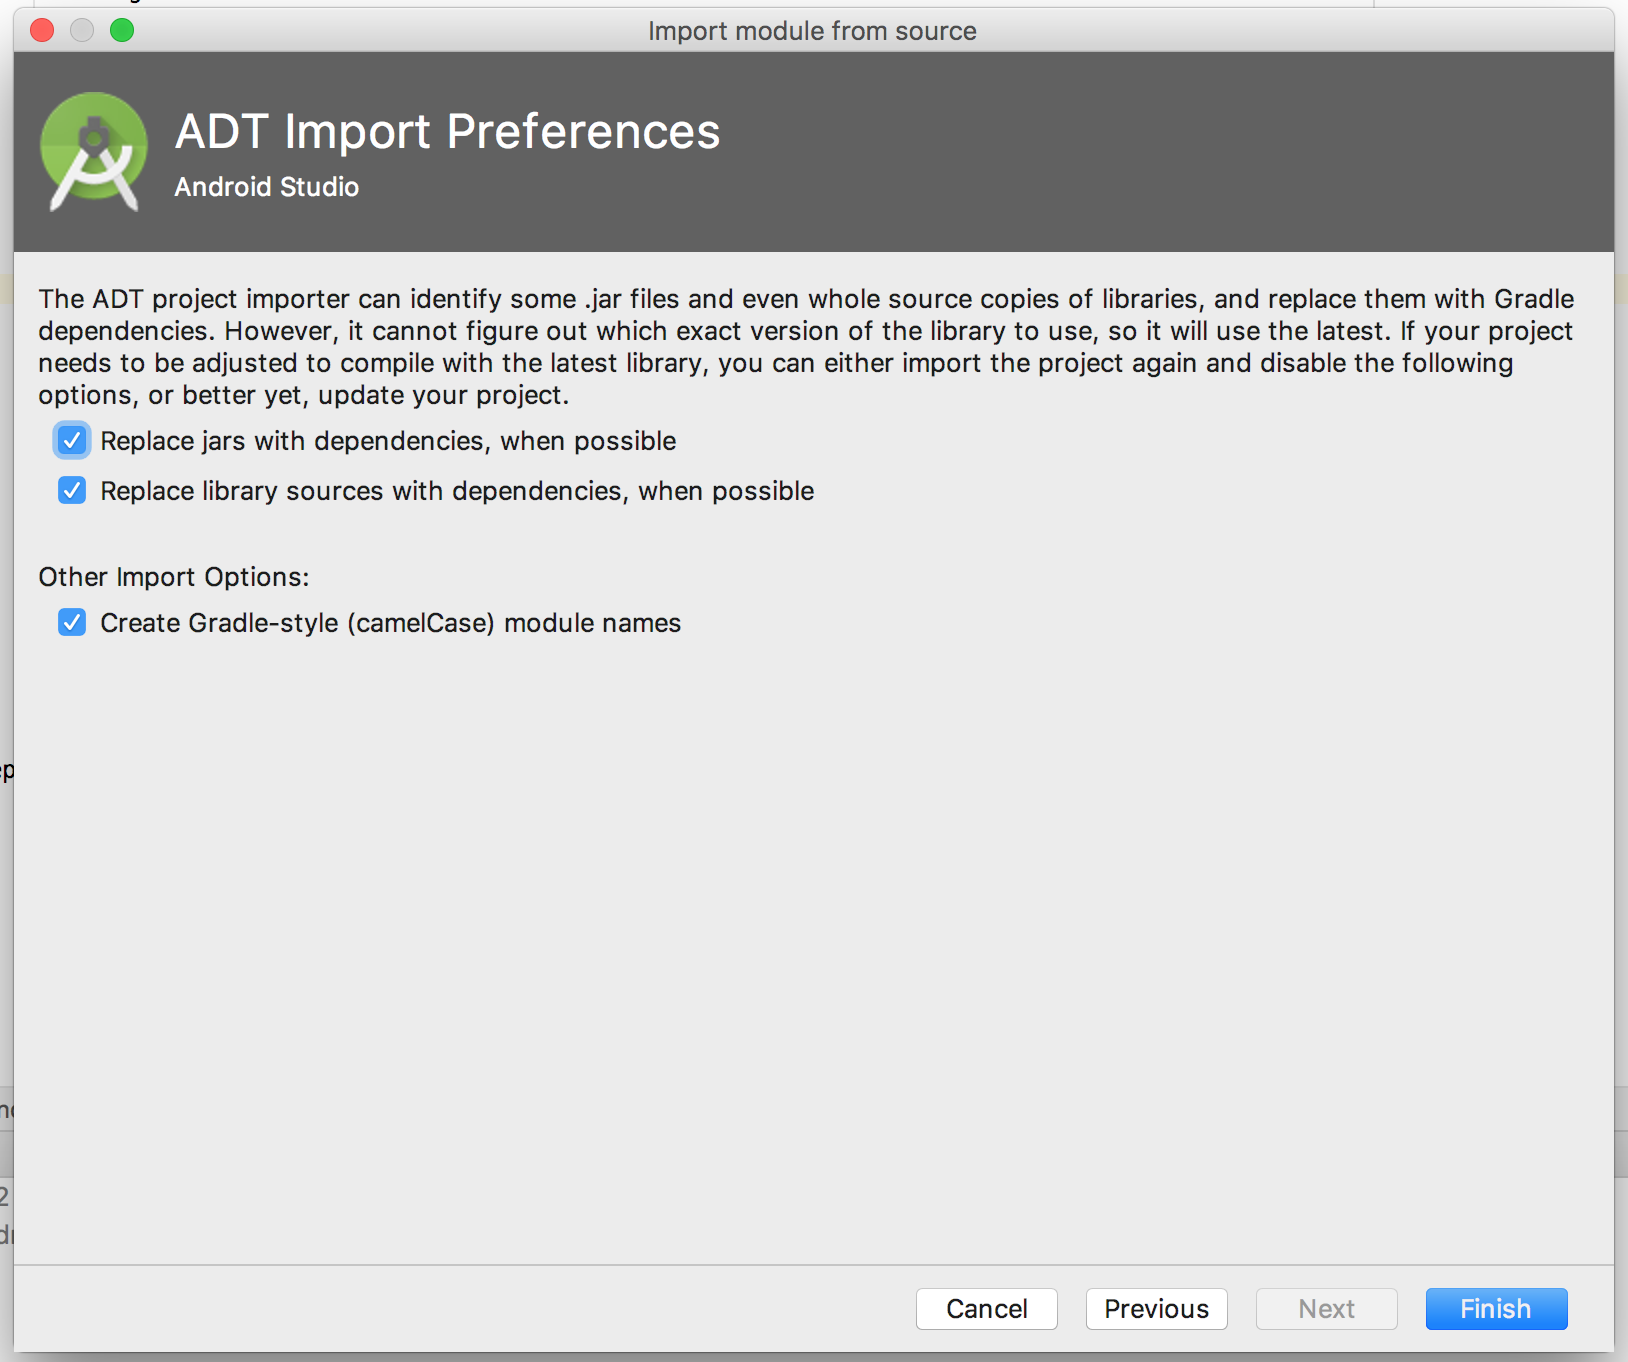 Import module from source
ADT Import Preferences
Android Studio
The ADT project importer can identify some .jar files and even whole source copies of libraries, and replace them with Gradle
dependencies. However, it cannot figure out which exact version of the library to use, so it will use the latest. If your project
needs to be adjusted to compile with the latest library, you can either import the project again and disable the following
options, or better yet, update your project.
Replace jars with dependencies, when possible
Replace library sources with dependencies, when possible
Other Import Options:
Create Gradle-style (camelCase) module names
Cancel
Previous
Next
Finish